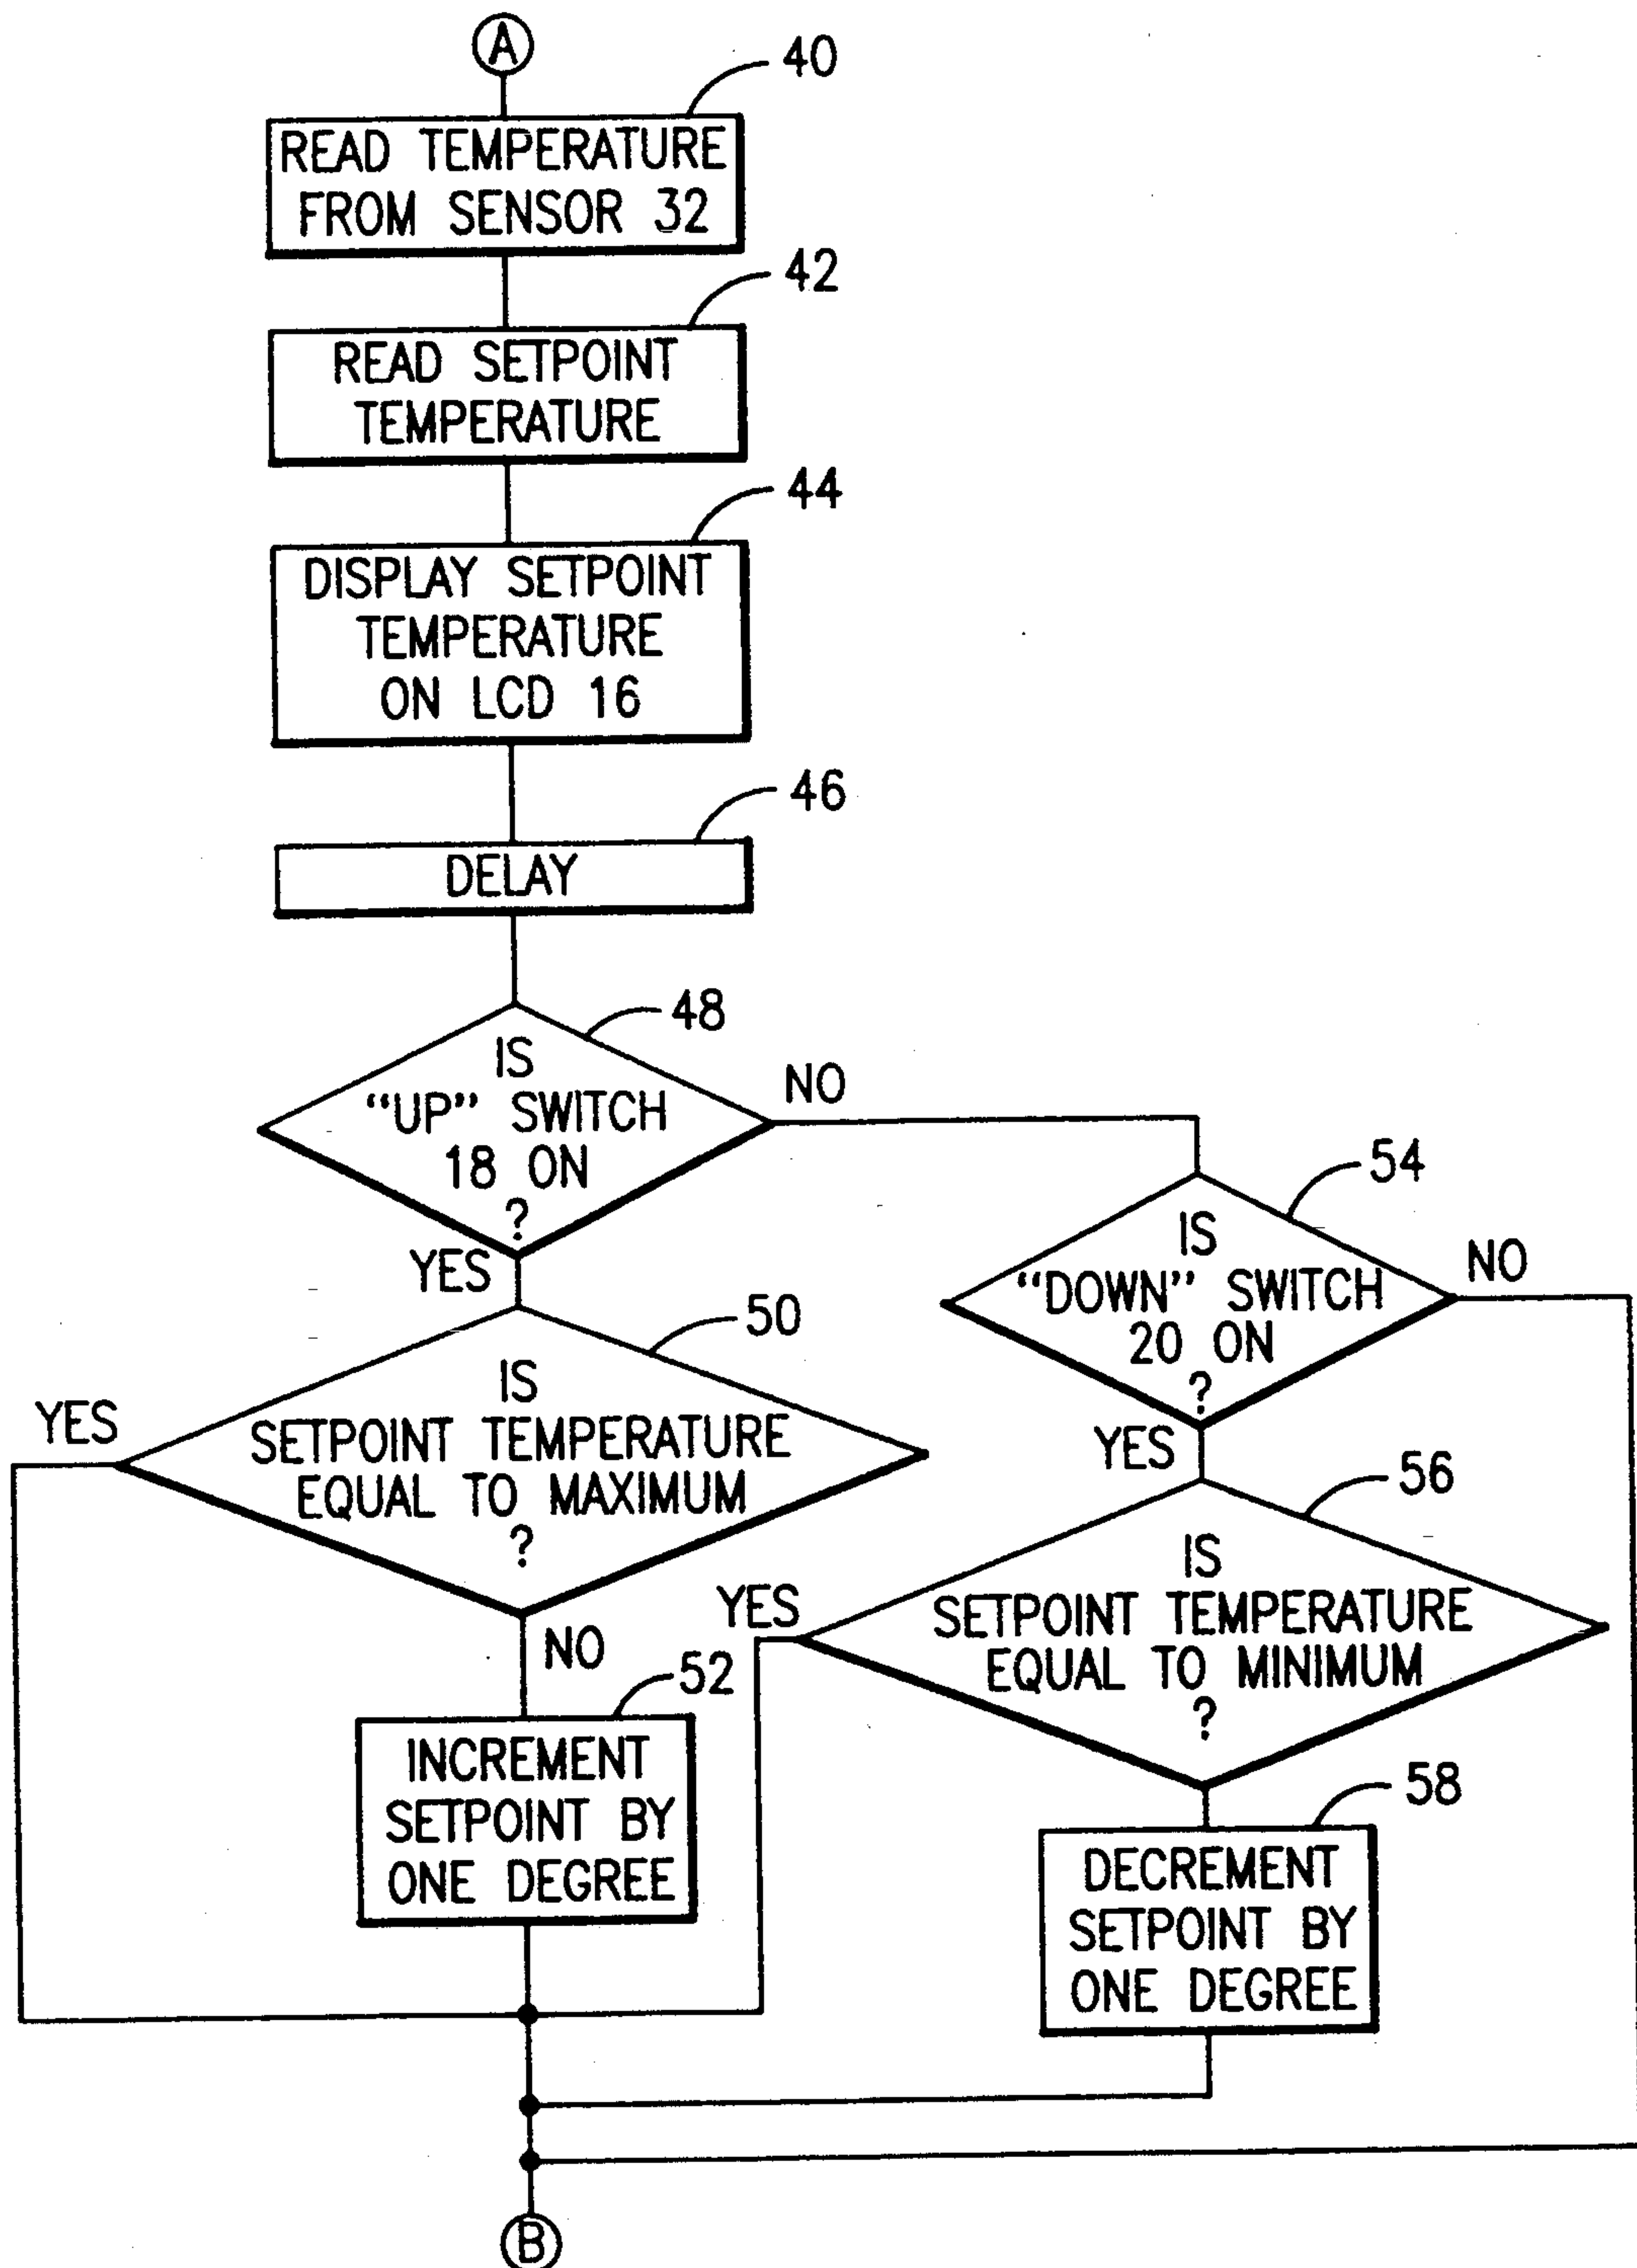 A
40
READ TEMPERATURE
FROM SENSOR 32
42
READ SETPOINT
TEMPERATURE
44
DISPLAY SETPOINT
TEMPERATURE
ON LCD 16
46
DELAY
48
IS
“UP” SWITCH
18 ON
?
NO
YES
54
IS
“DOWN” SWITCH
20 ON
?
NO
YES
50
IS
SETPOINT TEMPERATURE
EQUAL TO MAXIMUM
?
YES
NO
56
IS
SETPOINT TEMPERATURE
EQUAL TO MINIMUM
?
YES
52
INCREMENT
SETPOINT BY
ONE DEGREE
58
DECREMENT
SETPOINT BY
ONE DEGREE
B